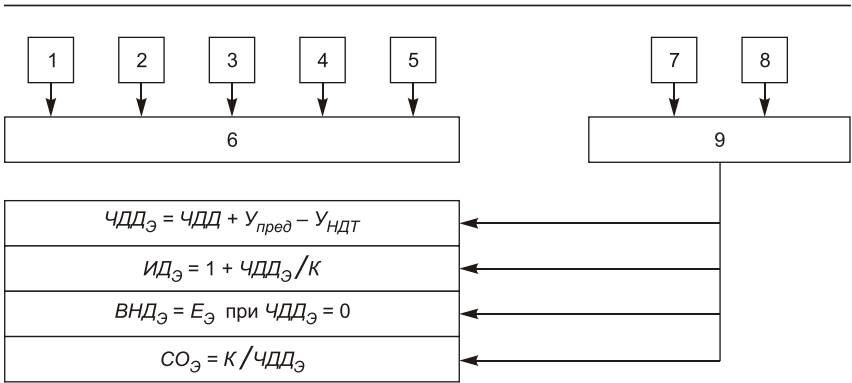 1 2 3 4 5 7 8
6 9
ЧДДЭ = ЧДД + Упред – УНДТ
ИДЭ = 1 + ЧДДЭ/К
ВНДЭ = ЕЭ при ЧДДЭ = 0
СОЭ = К/ЧДДЭ